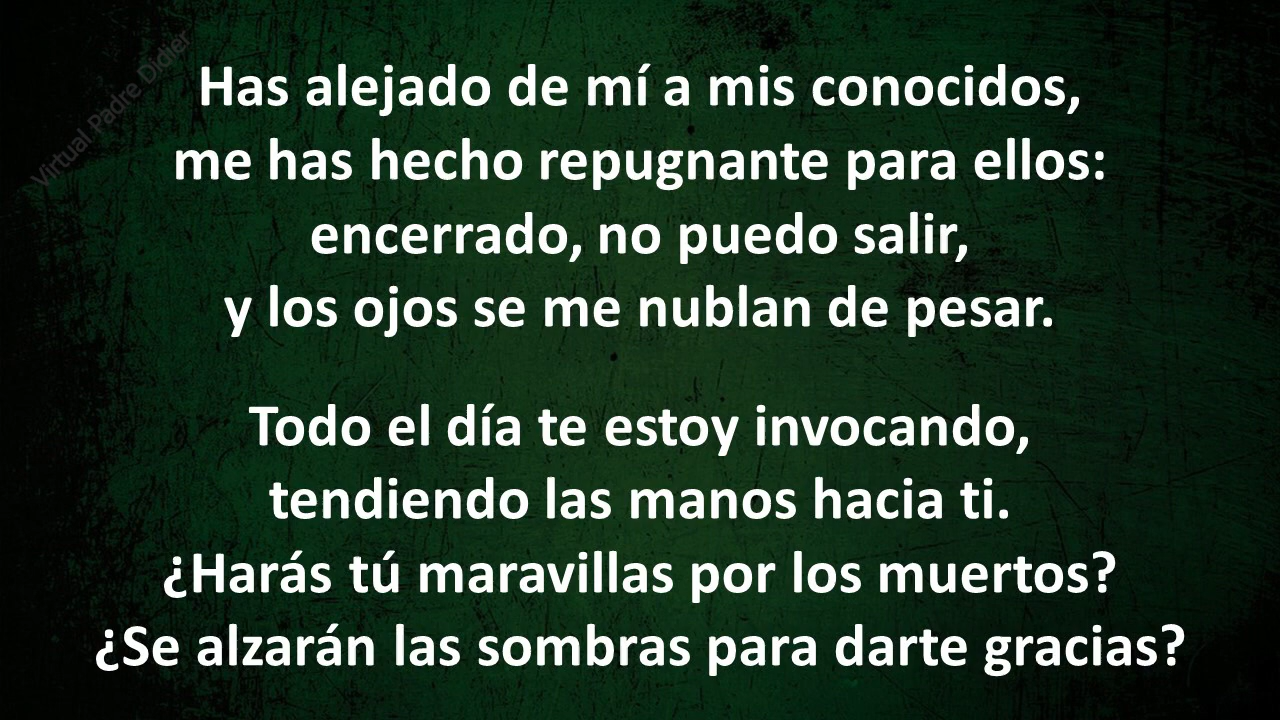 Virtual Padre Didier
Has alejado de mí a mis conocidos,
me has hecho repugnante para ellos:
encerrado, no puedo salir,
y los ojos se me nublan de pesar.
Todo el día te estoy invocando,
tendiendo las manos hacia ti.
¿Harás tú maravillas por los muertos?
¿Se alzarán las sombras para darte gracias?